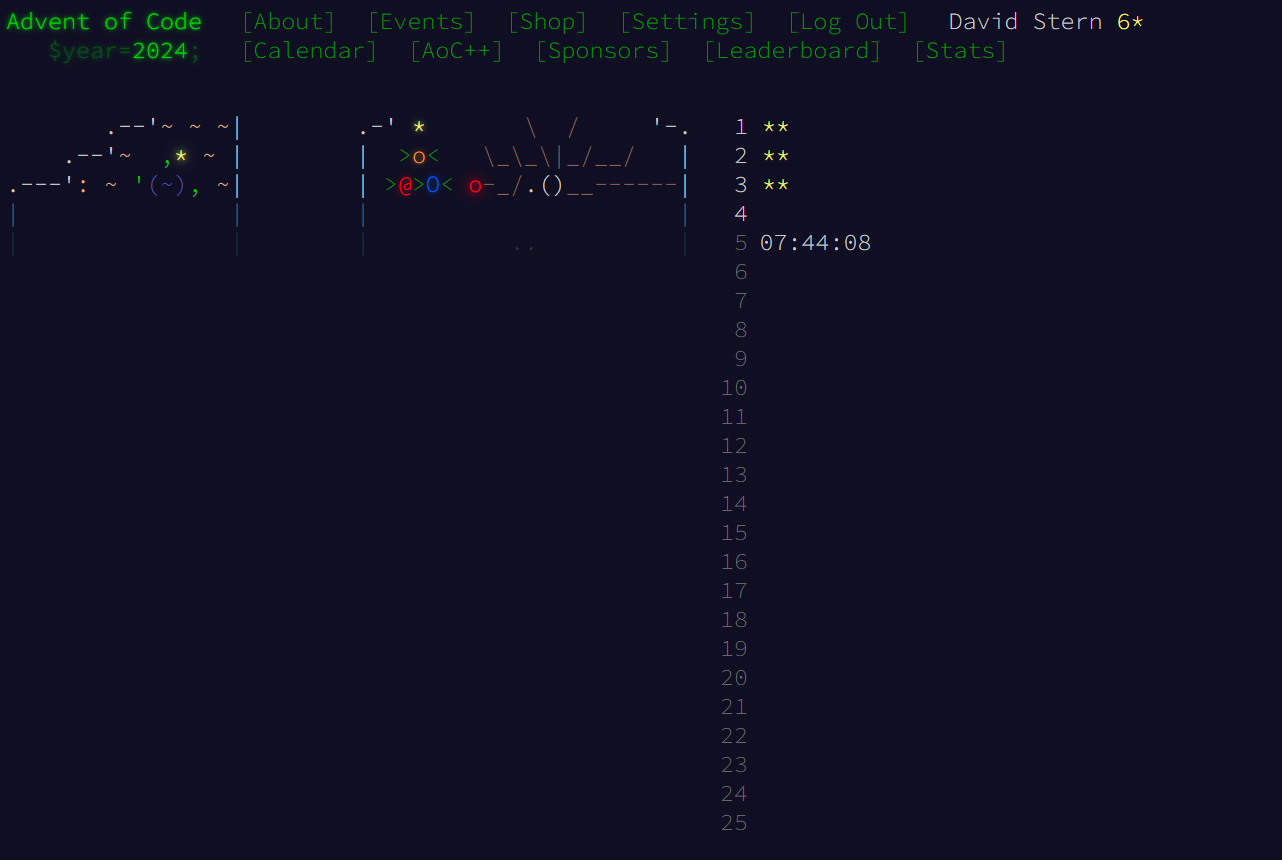 Advent of Code [About] [Events] [Shop] [Settings] [Log Out] David Stern 6*
$year=2024; [Calendar] [AoC++] [Sponsors] [Leaderboard] [Stats]
.--'~ ~ ~| .-' * \ / '-. 1 **
.--'~ ,* ~ | | >o< \_\_\|_/__/ | 2 **
.---': ~ '(~), ~| | >@>O< o-_/.()__------| 3 **
| | | | 4
| | | .. | 5 07:44:08
6
7
8
9
10
11
12
13
14
15
16
17
18
19
20
21
22
23
24
25